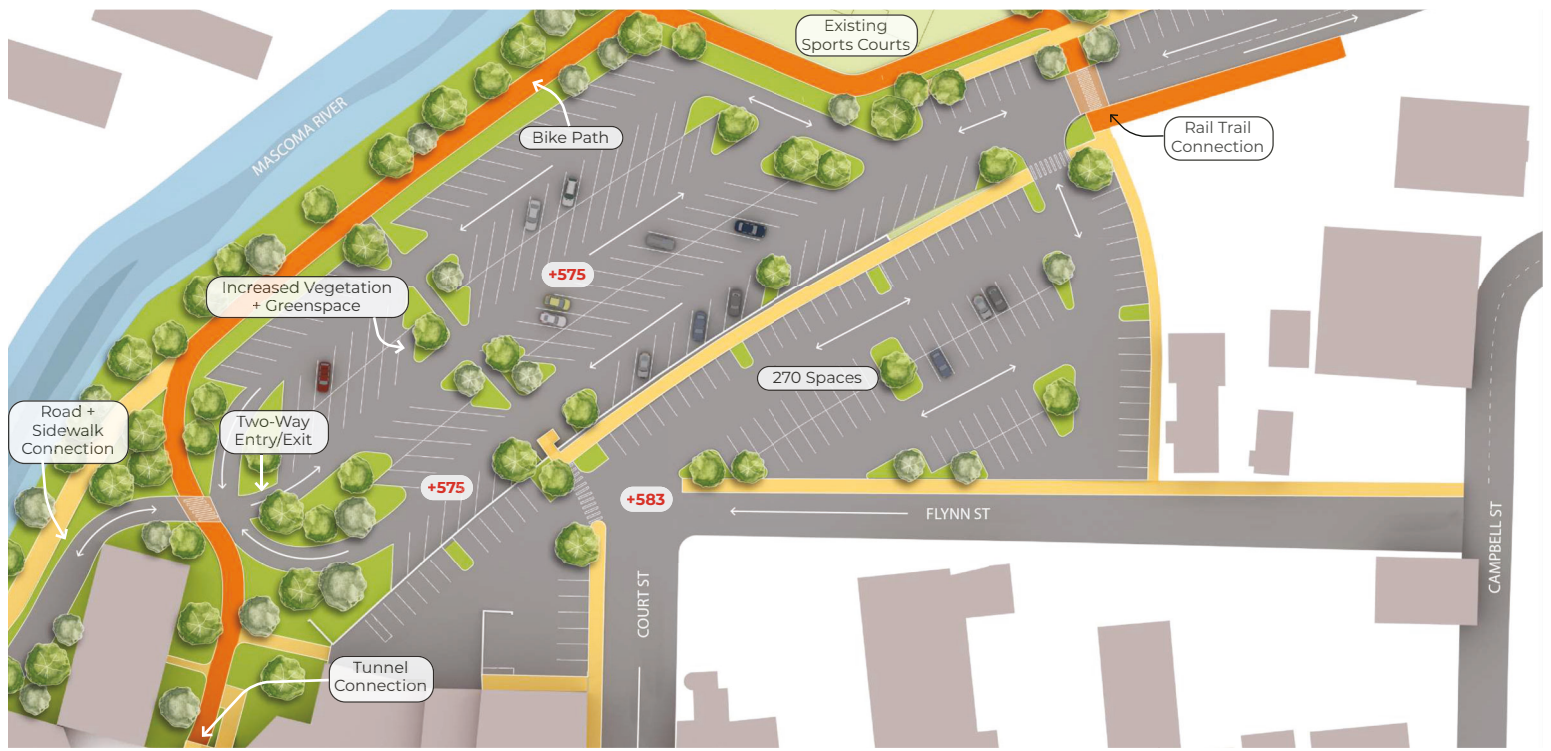 Existing
Sports Courts
MASCOMA RIVER
Bike Path
Rail Trail
Connection
+575
Increased Vegetation
+ Greenspace
270 Spaces
Road +
Sidewalk
Connection
Two-Way
Entry/Exit
+575
+583
FLYNN ST
CAMPBELL ST
COURT ST
Tunnel
Connection